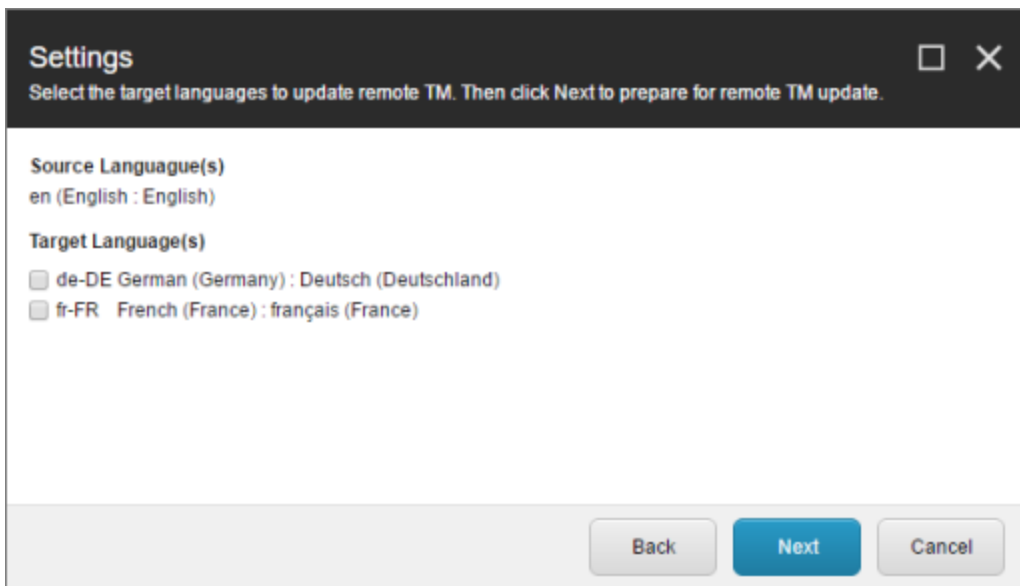 Settings
Select the target languages to update remote TM. Then click Next to prepare for remote TM update.
Source Languague(s)
en (English : English)
Target Language(s)
de-DE German (Germany) : Deutsch (Deutschland)
fr-FR French (France) : français (France)
Back Next Cancel